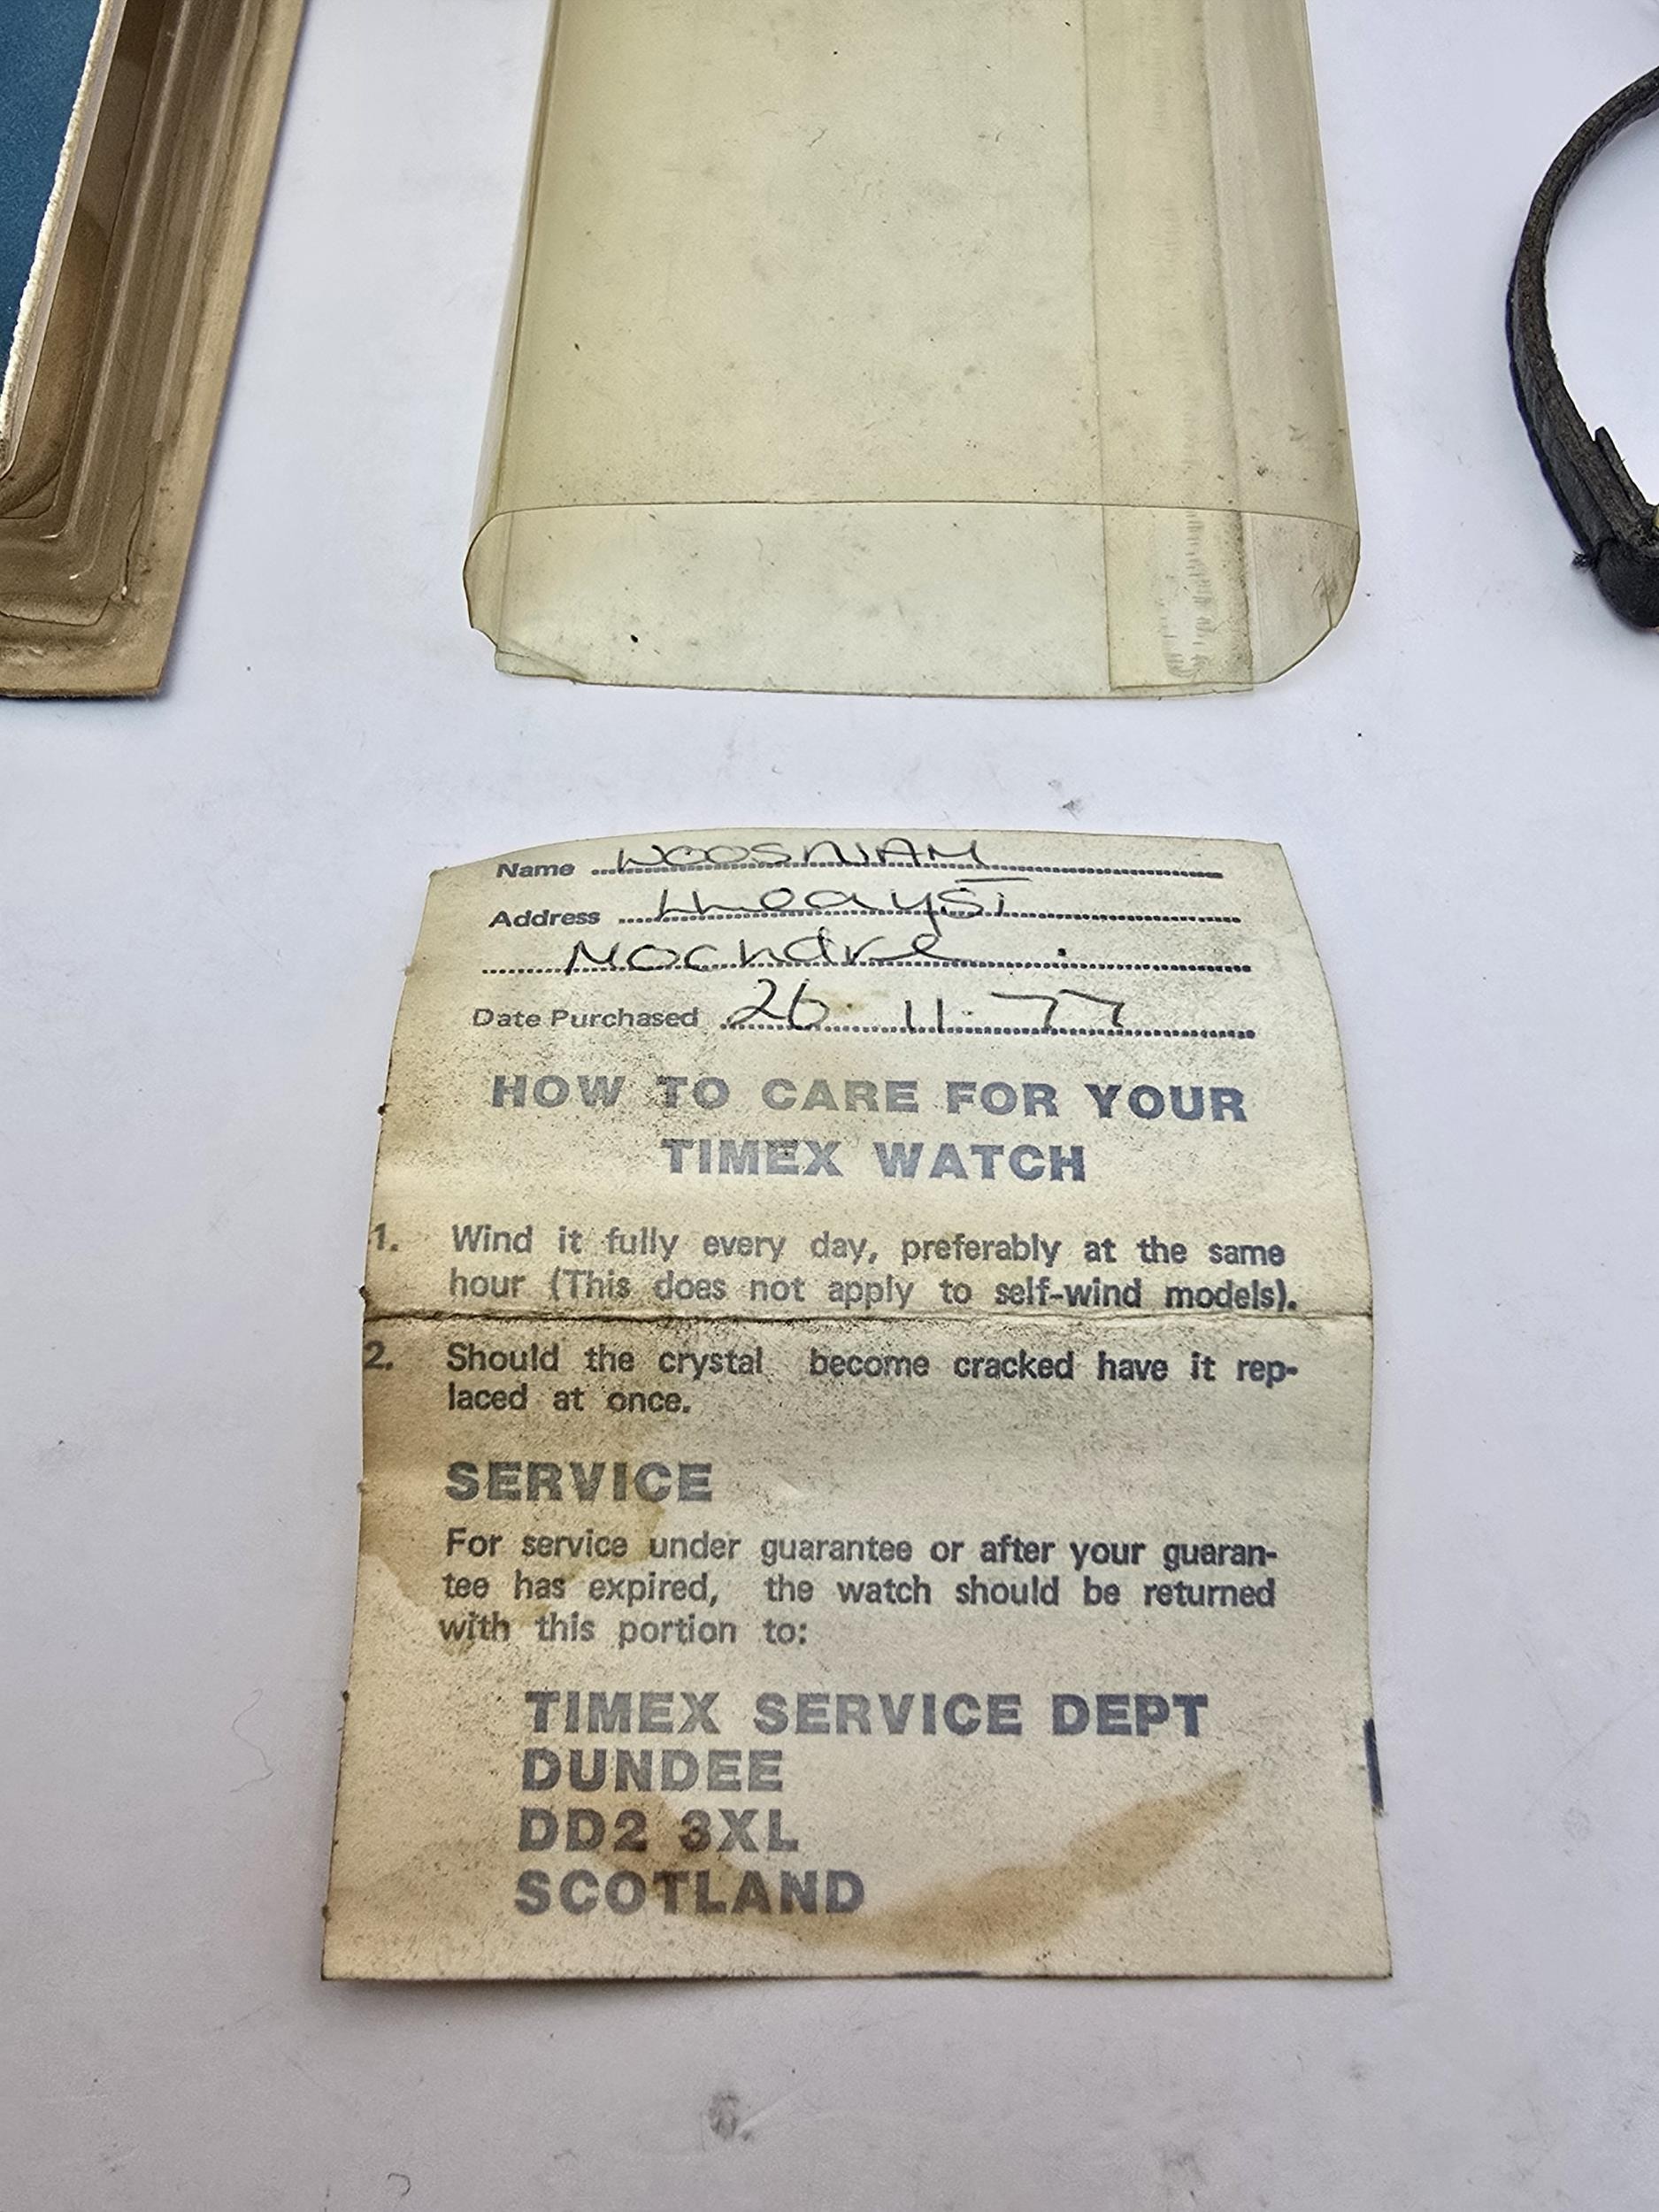 Name WOOSNAM
Address
Mochdre
Date Purchased 26. 11. 77
HOW TO CARE FOR YOUR
TIMEX WATCH
1. Wind it fully every day, preferably at the same
hour (This does not apply to self-wind models).
2. Should the crystal become cracked have it rep-
laced at once.
SERVICE
For service under guarantee or after your guaran-
tee has expired, the watch should be returned
with this portion to:
TIMEX SERVICE DEPT
DUNDEE
DD2 3XL
SCOTLAND